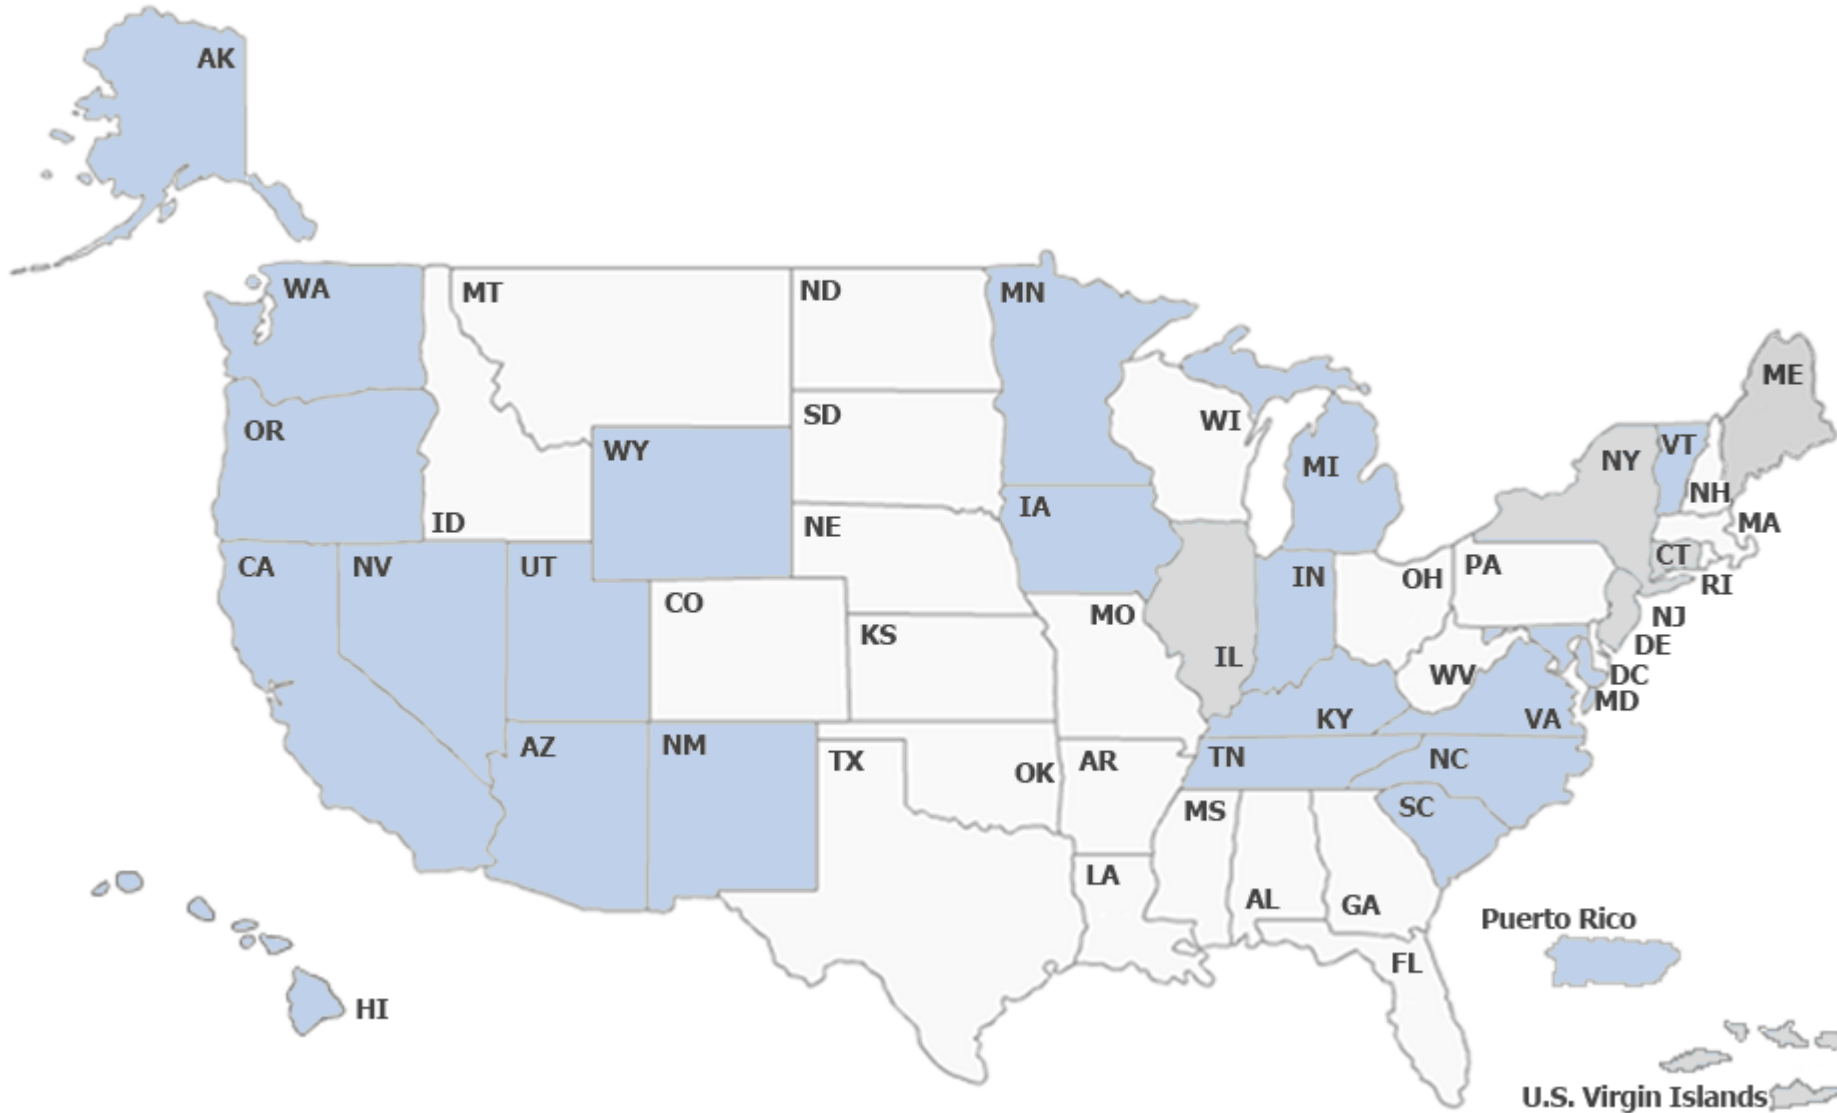 AK
WA
MT
ND
MN
ME
OR
SD
WI
VT
NY
WY
MI
NH
IA
ID
NE
MA
CA
NV
UT
CT
PA
IN
OH
RI
CO
MO
NJ
KS
DE
IL
WV
DC
MD
KY
VA
AZ
NM
TN
NC
TX
OK
AR
SC
MS
LA
AL
GA
Puerto Rico
FL
HI
U.S. Virgin Islands